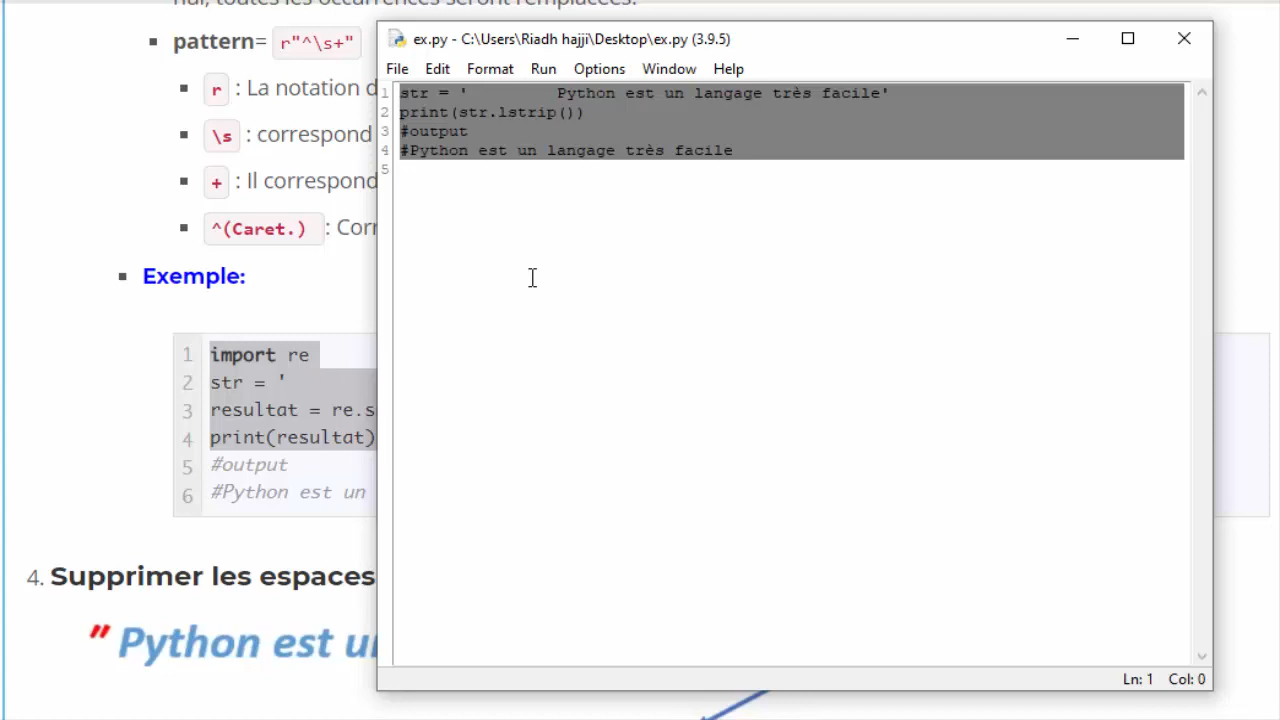 nul, toutes les occurrences seront remplacées.
pattern= r"^\s+"
r : La notation d
\s : correspond
+ : Il correspond
^(Caret.) : Corr
Exemple:
1 import re
2 str = '
3 resultat = re.s
4 print(resultat)
5 #output
6 #Python est un
4. Supprimer les espaces
" Python est un
ex.py - C:\Users\Riadh hajji\Desktop\ex.py (3.9.5)
File Edit Format Run Options Window Help
1 str = '         Python est un langage très facile'
2 print(str.lstrip())
3 #output
4 #Python est un langage très facile
5
Ln: 1 Col: 0